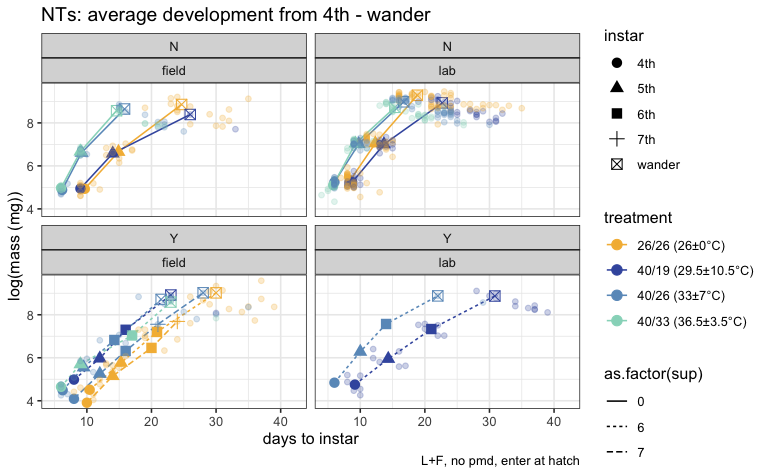 NTs: average development from 4th - wander
N
field
N
lab
Y
field
Y
lab
8
6
4
8
6
4
log(mass (mg))
10
20
30
40
10
20
30
40
days to instar
L+F, no pmd, enter at hatch
instar
4th
5th
6th
7th
wander
treatment
26/26 (26±0°C)
40/19 (29.5±10.5°C)
40/26 (33±7°C)
40/33 (36.5±3.5°C)
as.factor(sup)
0
6
7